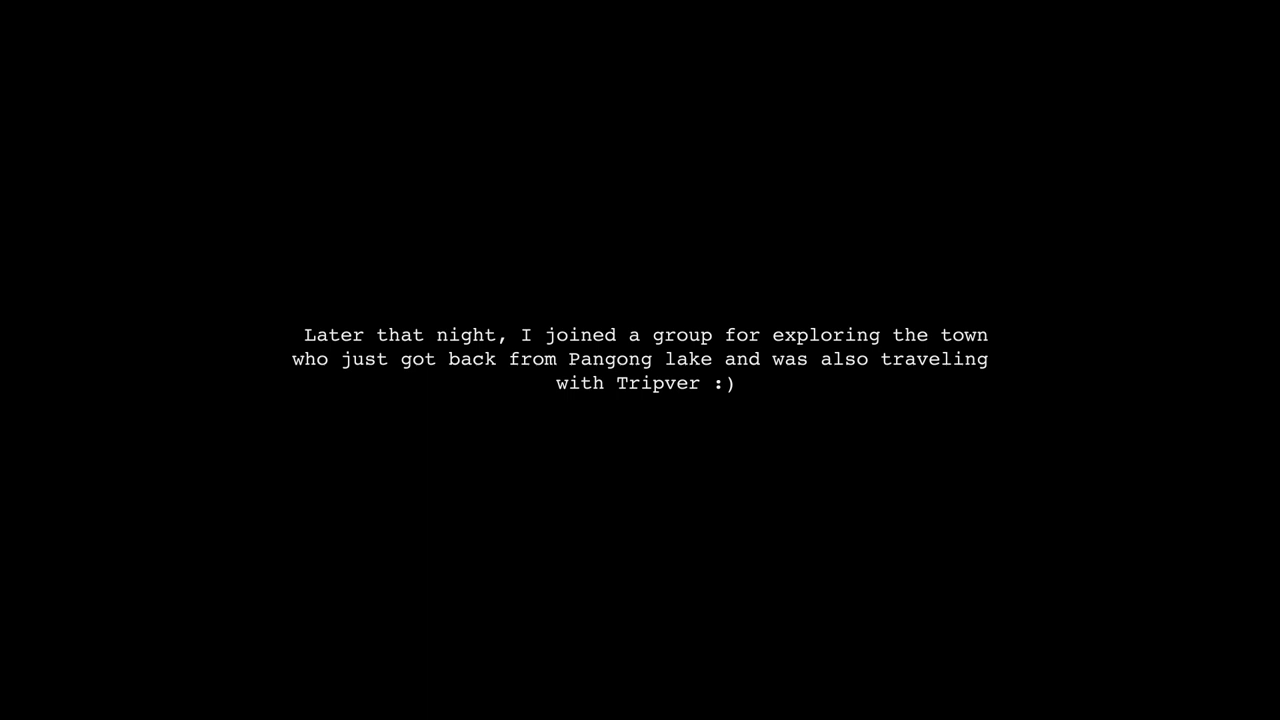 Later that night, I joined a group for exploring the town
who just got back from Pangong lake and was also traveling
with Tripver :)